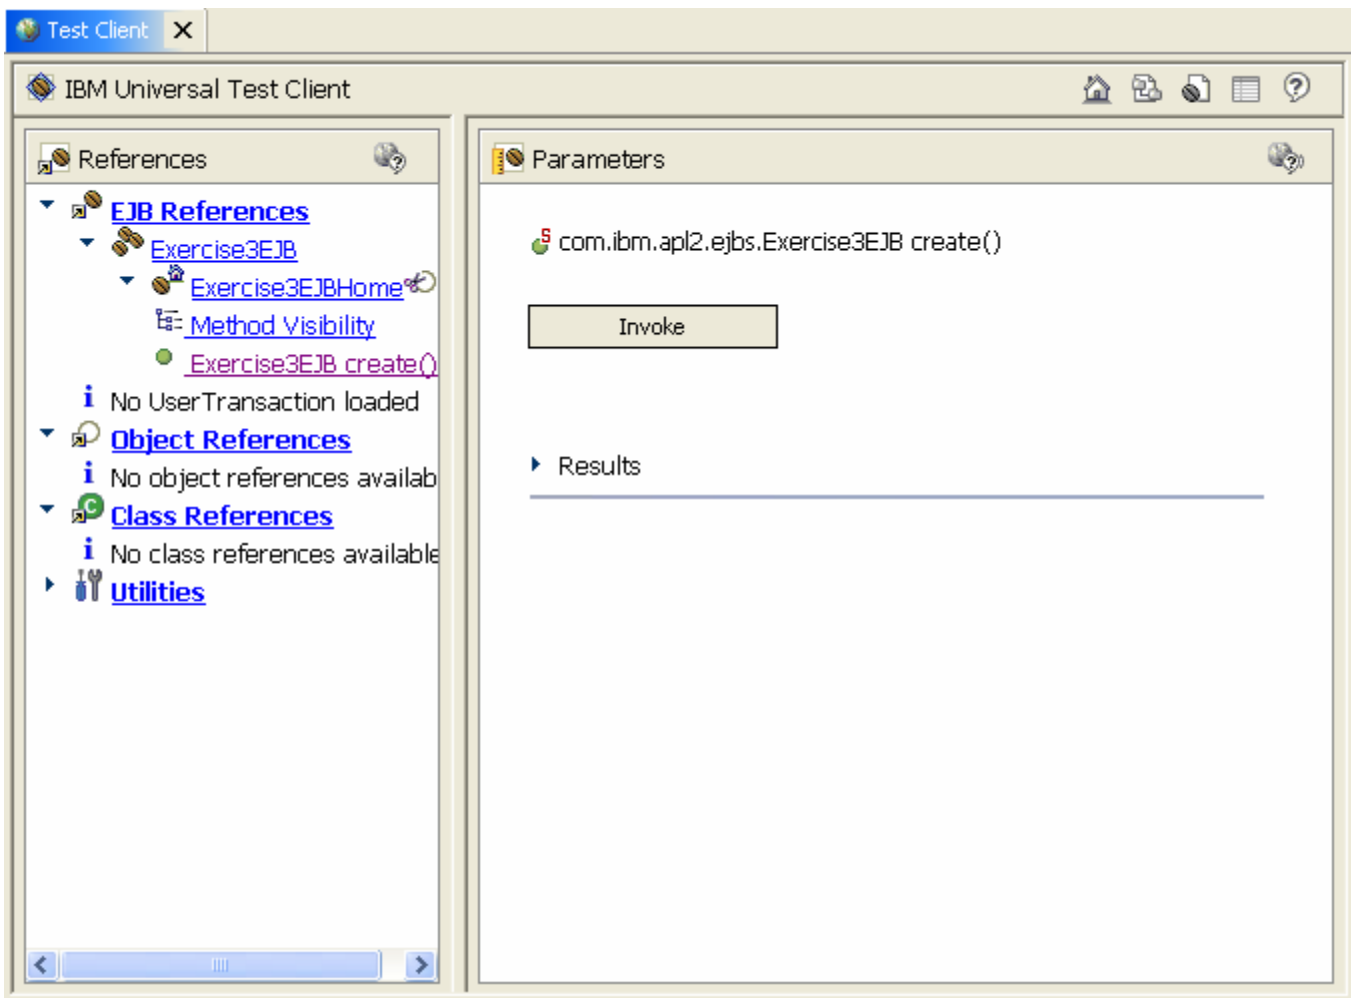 Test Client
IBM Universal Test Client
References
EJB References
Exercise3EJB
Exercise3EJBHome
Method Visibility
Exercise3EJB create()
No UserTransaction loaded
Object References
No object references availab
Class References
No class references available
Utilities
Parameters
com.ibm.apl2.ejbs.Exercise3EJB create()
Invoke
Results